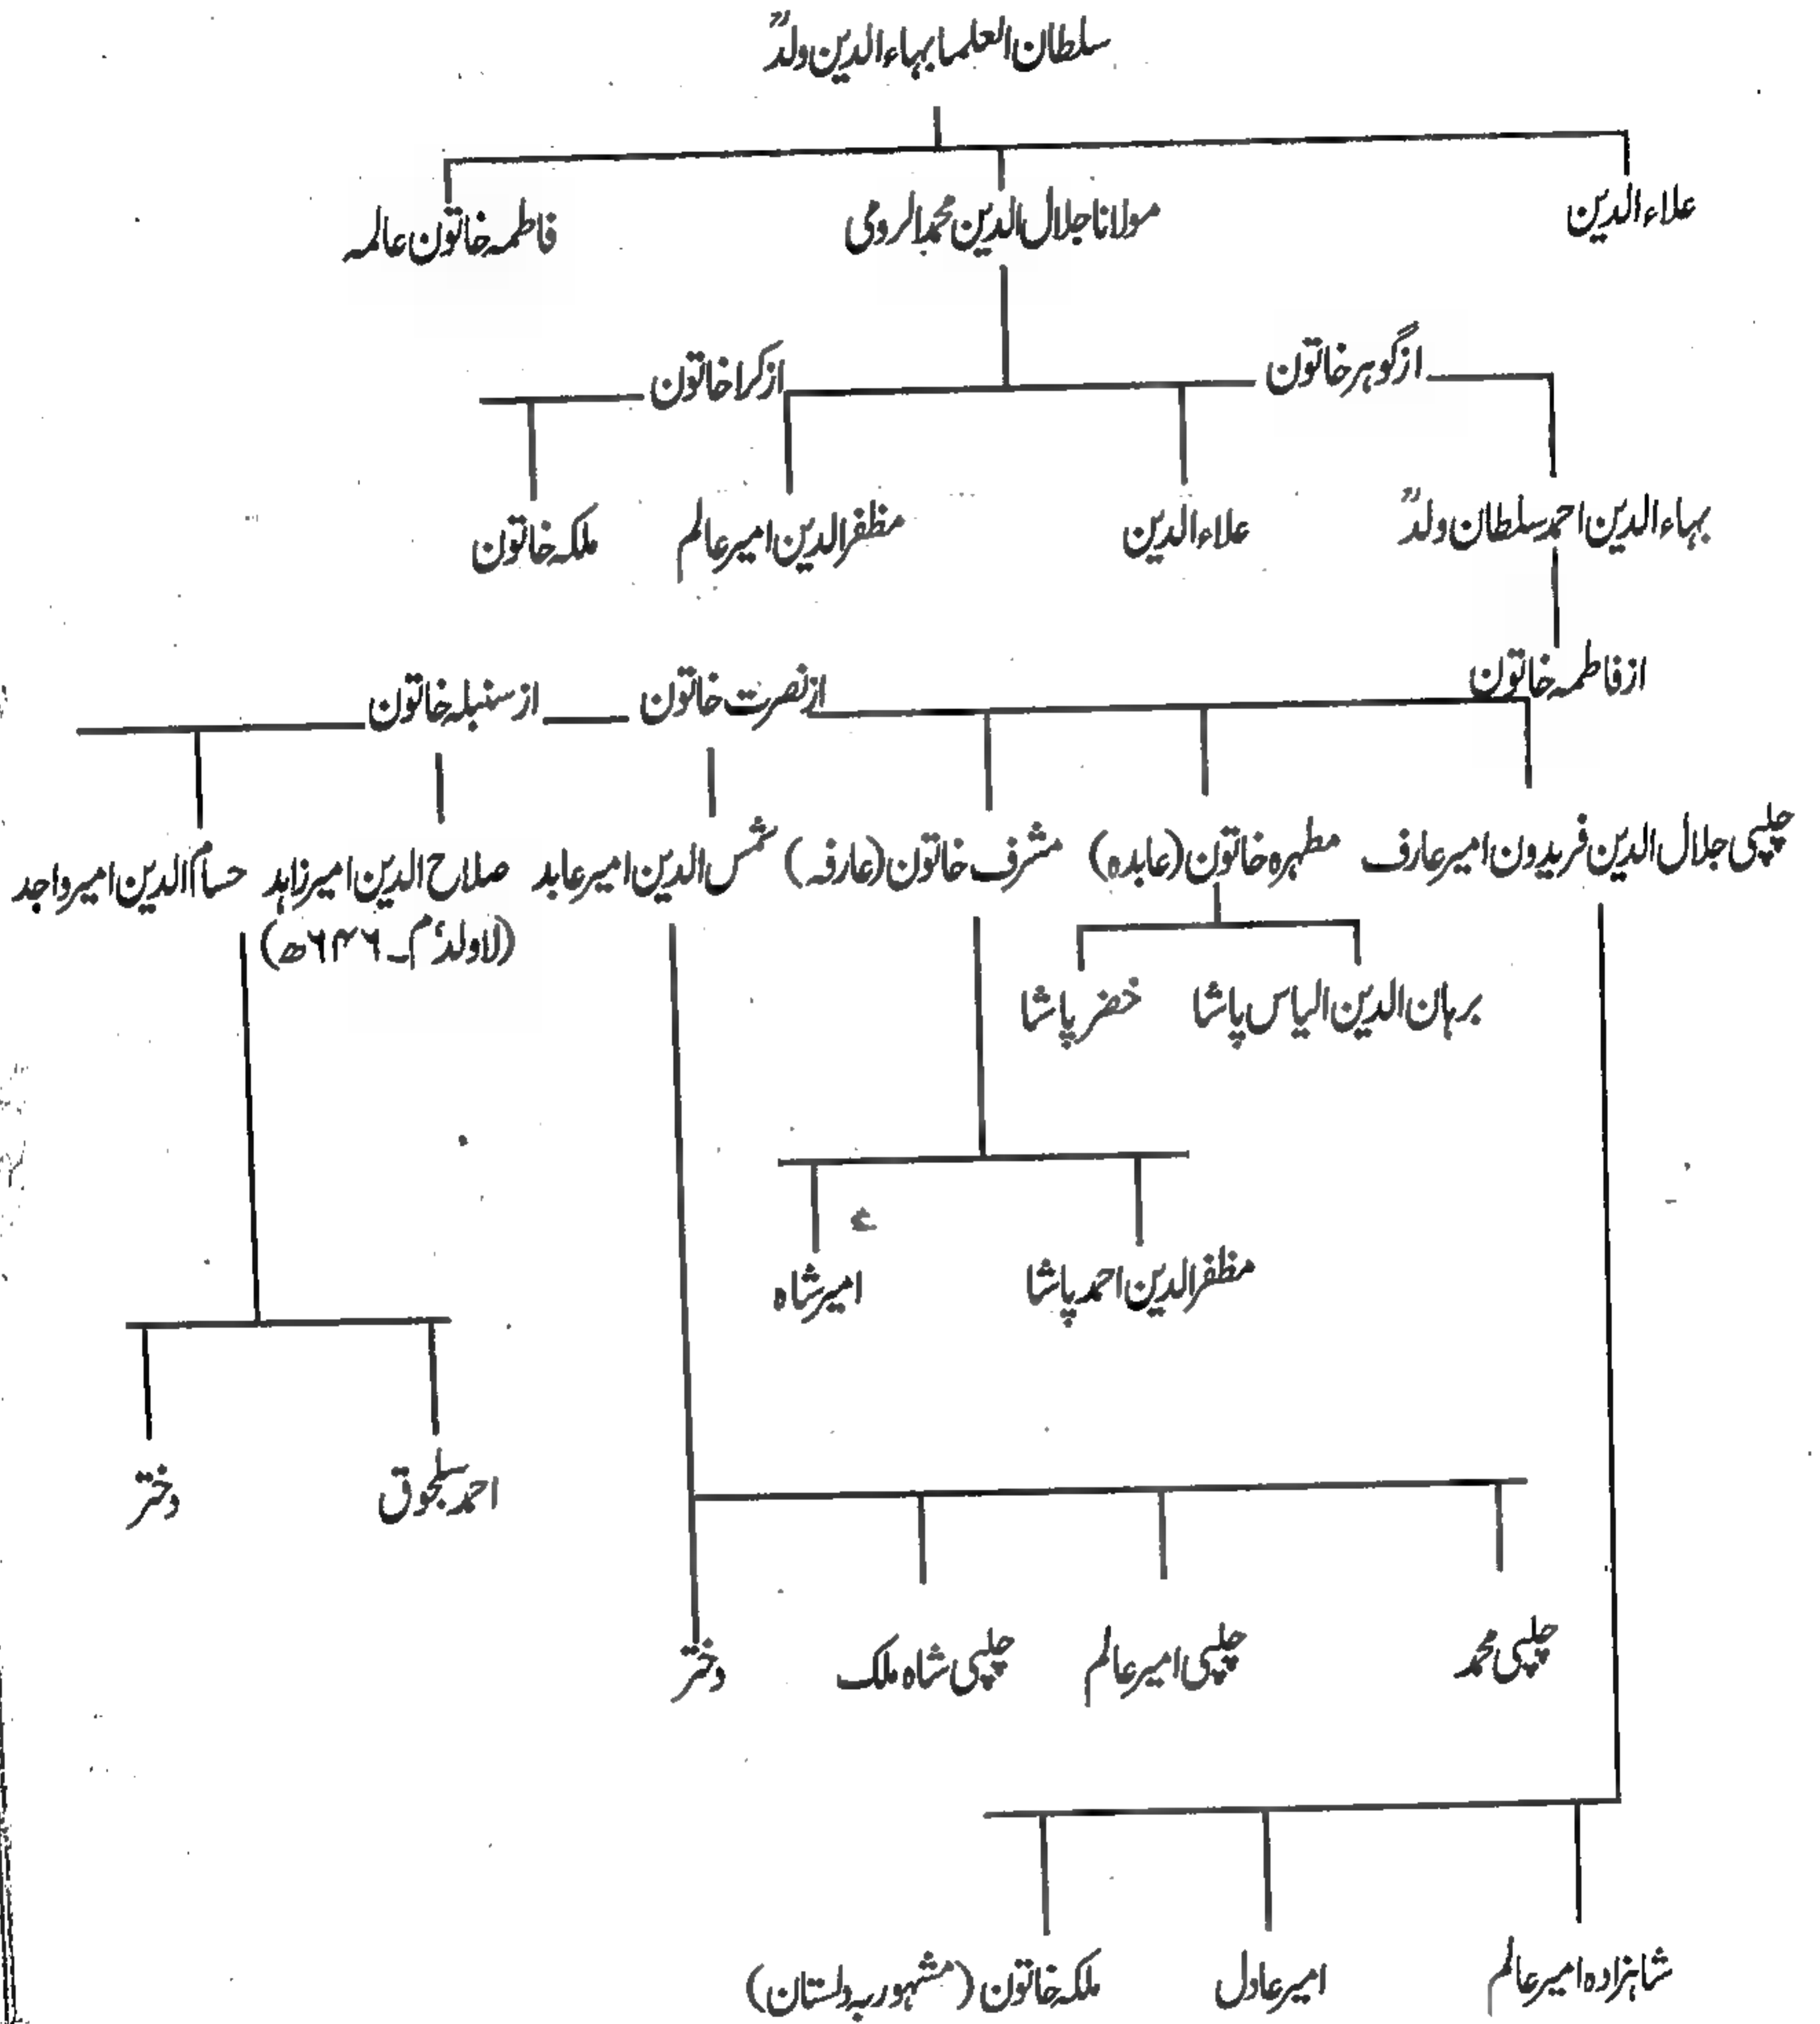 سلطان العلما بہاء الدین ولدؒ
علاء الدین
مولانا جلال الدین محمد الرومی
فاطمہ خاتون عالمہ
از گوہر خاتون
از کرا خاتون
بہاء الدین احمد سلطان ولدؒ
علاء الدین
مظفر الدین امیر عالم
ملکہ خاتون
از فاطمہ خاتون
از نصرت خاتون
از سنبلہ خاتون
چلپی جلال الدین فریدون امیر عارف
مطہرہ خاتون (عابدہ)
مشرف خاتون (عارفہ)
شمس الدین امیر عابد
صلاح الدین امیر زاہد
(لاولد، م۔ ۶۴۶ھ)
حسام الدین امیر واجد
برہان الدین الیاس پاشا
خضر پاشا
مظفر الدین احمد پاشا
امیر شاہ
احمد سلجوق
دختر
چلپی محمد
چلپی امیر عالم
چلپی شاہ ملک
دختر
شاہزادہ امیر عالم
امیر عادل
ملکہ خاتون (مشہور بہ دلستان)